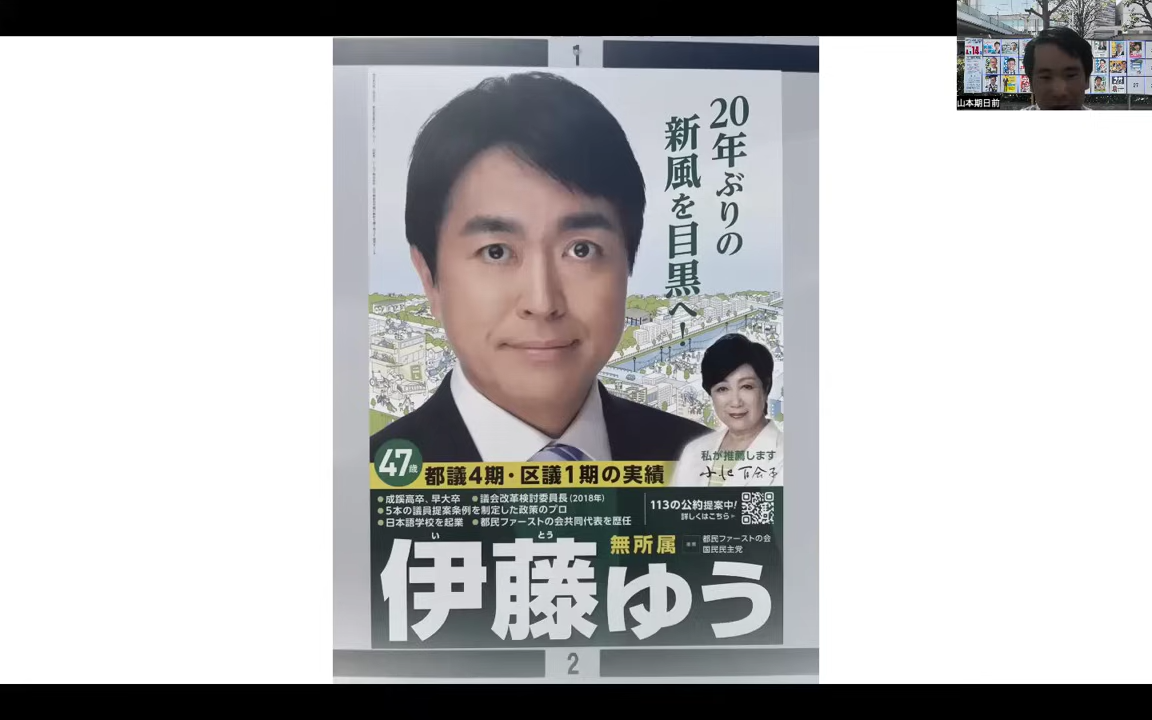 20年ぶりの
新風を目黒へ!
私が推薦します
小池百合子
47歳
都議4期・区議1期の実績
●成蹊高卒、早大卒 ●議会改革検討委員長(2018年)
●5本の議員提案条例を制定した政策のプロ
●日本語学校を起業 ●都民ファーストの会共同代表を歴任
113の公約提案中!
詳しくはこちら▶
い とう
伊藤ゆう
無所属
都民ファーストの会
国民民主党
2
山本期日前